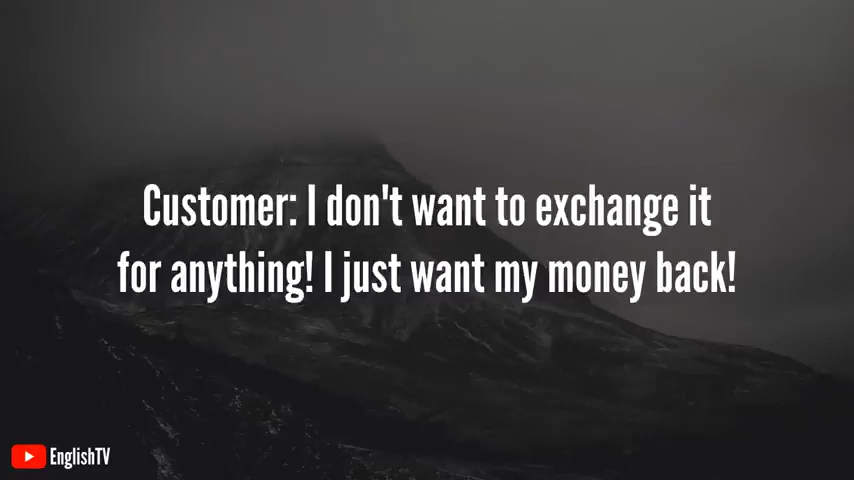 Customer: I don't want to exchange it
for anything! I just want my money back!
EnglishTV